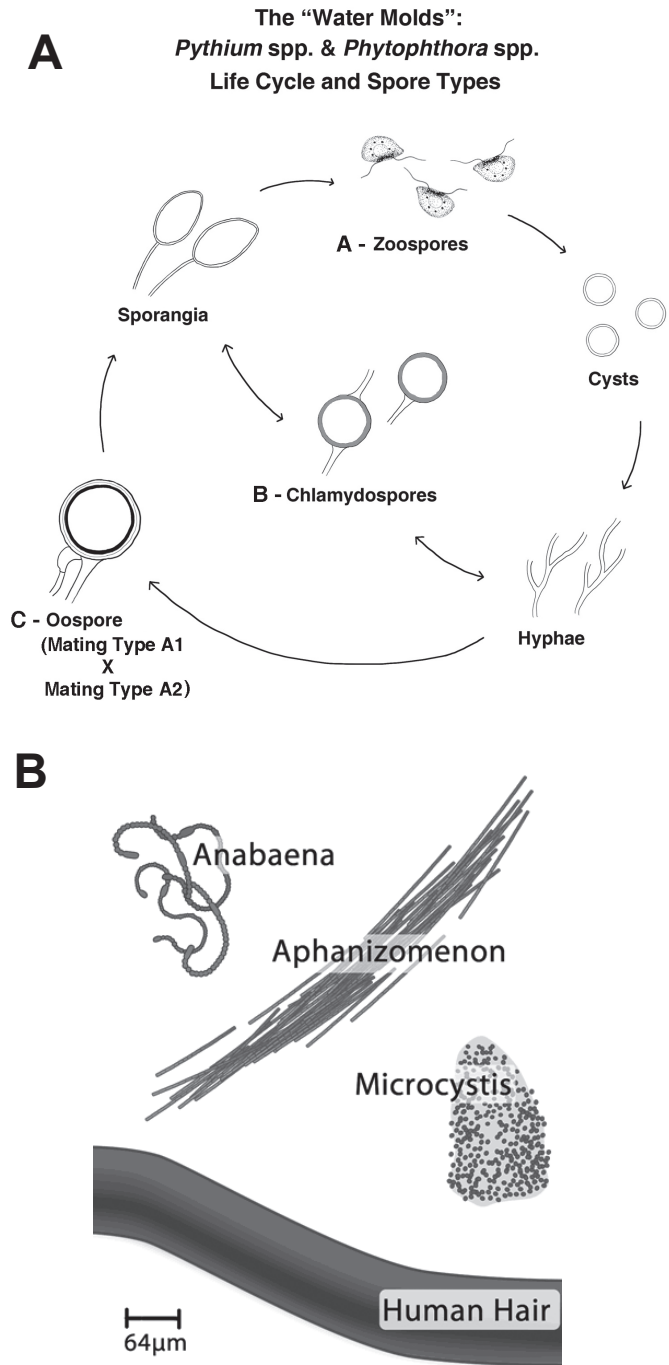 A
The “Water Molds”:
Pythium spp. & Phytophthora spp.
Life Cycle and Spore Types
A - Zoospores
Sporangia
Cysts
B - Chlamydospores
C - Oospore
(Mating Type A1
X
Mating Type A2)
Hyphae
B
Anabaena
Aphanizomenon
Microcystis
Human Hair
64µm